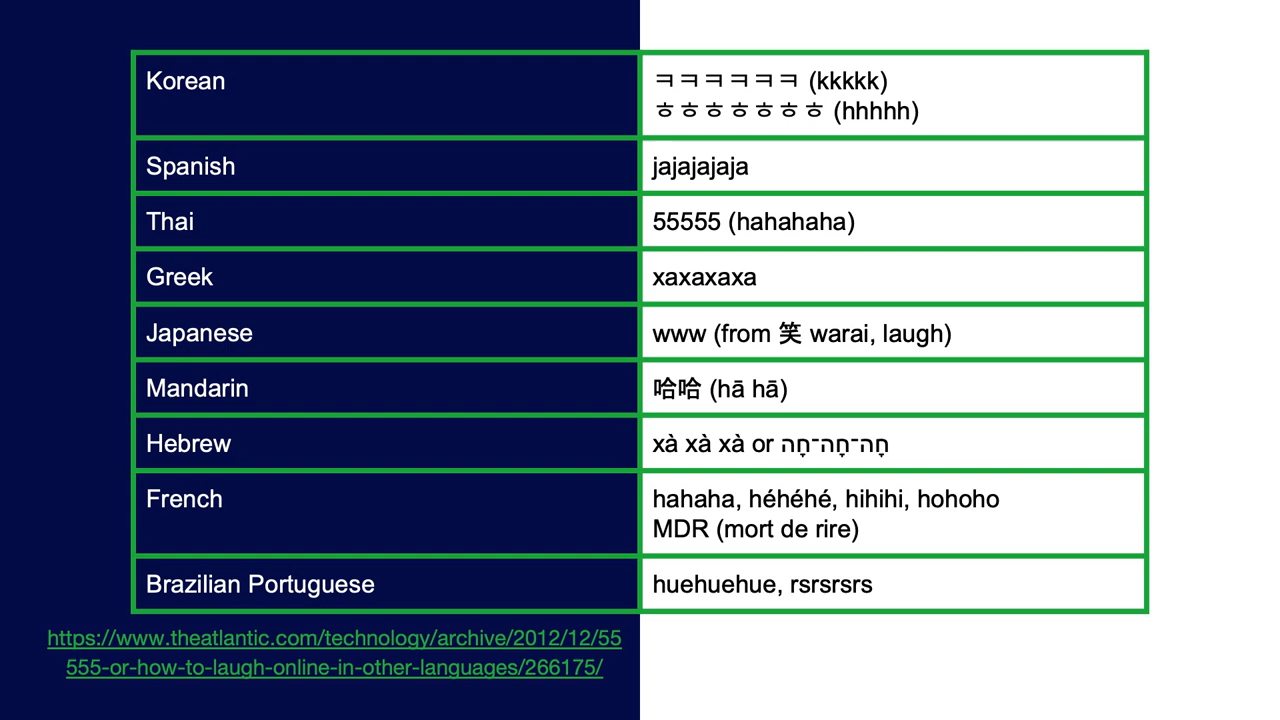 Korean
ㅋㅋㅋㅋㅋㅋ (kkkkk)
ㅎㅎㅎㅎㅎㅎㅎ (hhhhh)
Spanish
jajajajaja
Thai
55555 (hahahaha)
Greek
xaxaxaxa
Japanese
www (from 笑 warai, laugh)
Mandarin
哈哈 (hā hā)
Hebrew
xà xà xà or חָה־חָה־חָה
French
hahaha, héhéhé, hihihi, hohoho
MDR (mort de rire)
Brazilian Portuguese
huehuehue, rsrsrsrs
https://www.theatlantic.com/technology/archive/2012/12/55
555-or-how-to-laugh-online-in-other-languages/266175/